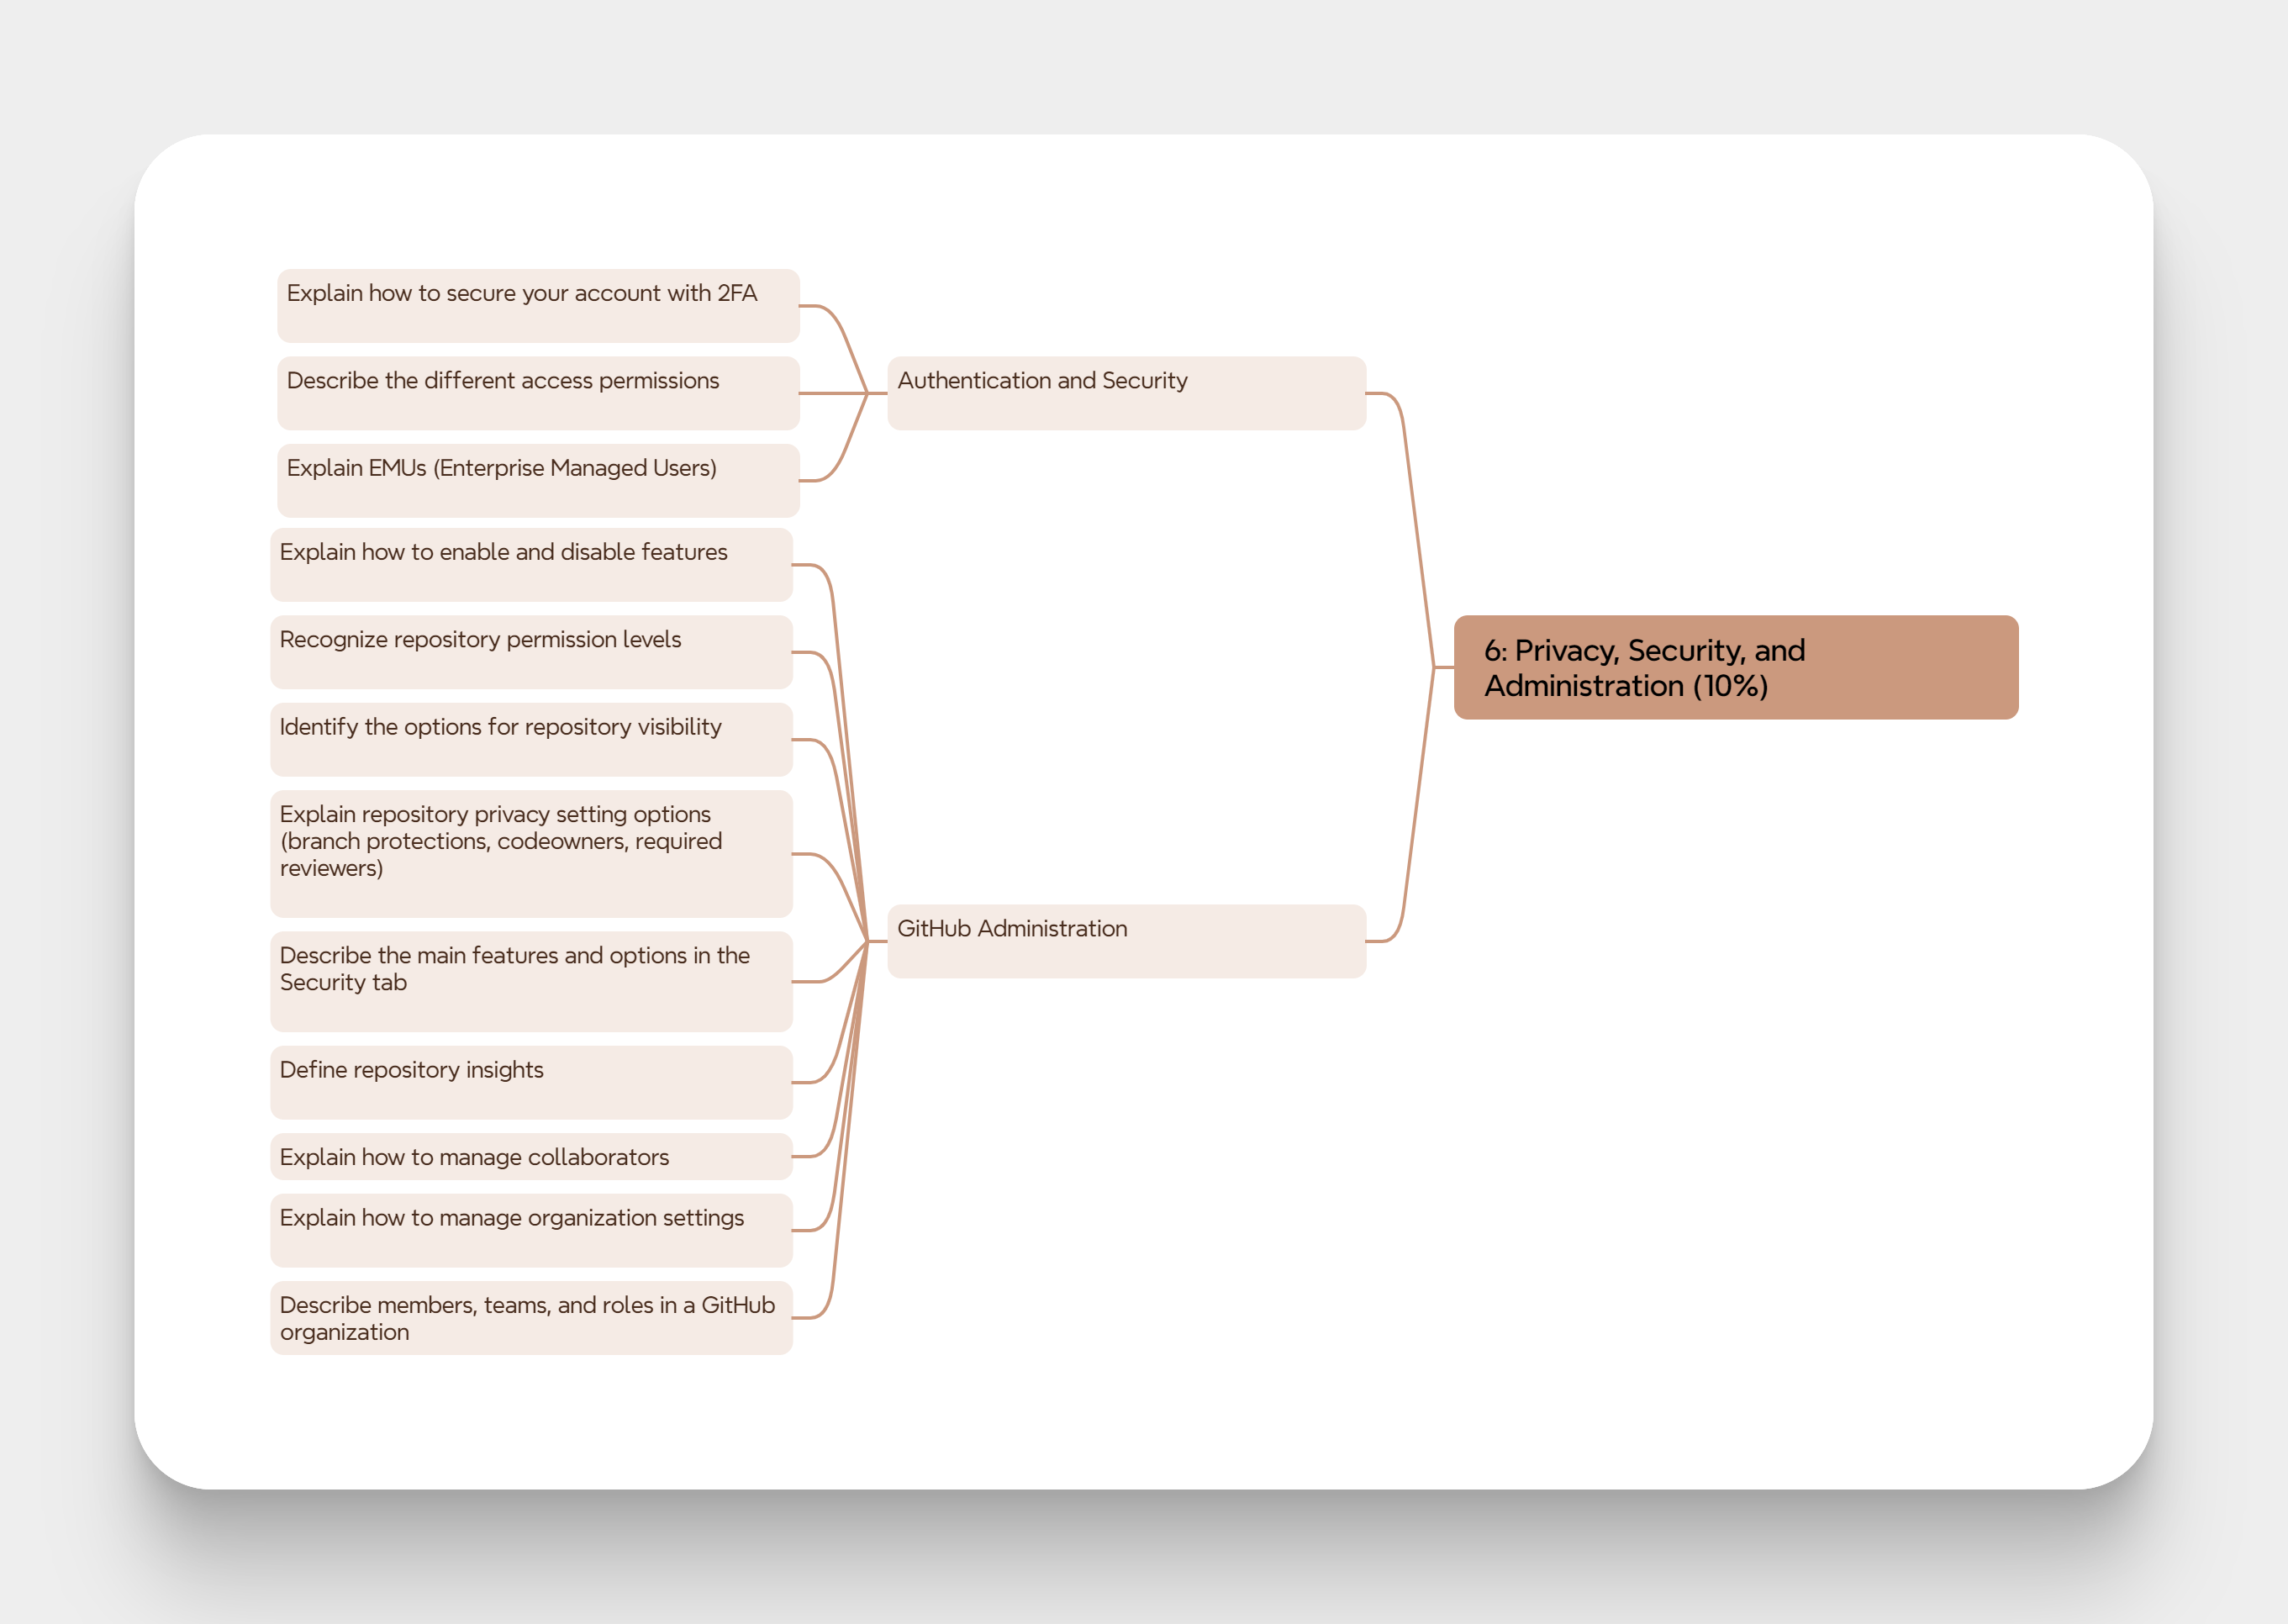 Explain how to secure your account with 2FA
Describe the different access permissions
Explain EMUs (Enterprise Managed Users)
Authentication and Security
Explain how to enable and disable features
Recognize repository permission levels
Identify the options for repository visibility
Explain repository privacy setting options
(branch protections, codeowners, required
reviewers)
Describe the main features and options in the
Security tab
Define repository insights
Explain how to manage collaborators
Explain how to manage organization settings
Describe members, teams, and roles in a GitHub
organization
GitHub Administration
6: Privacy, Security, and
Administration (10%)